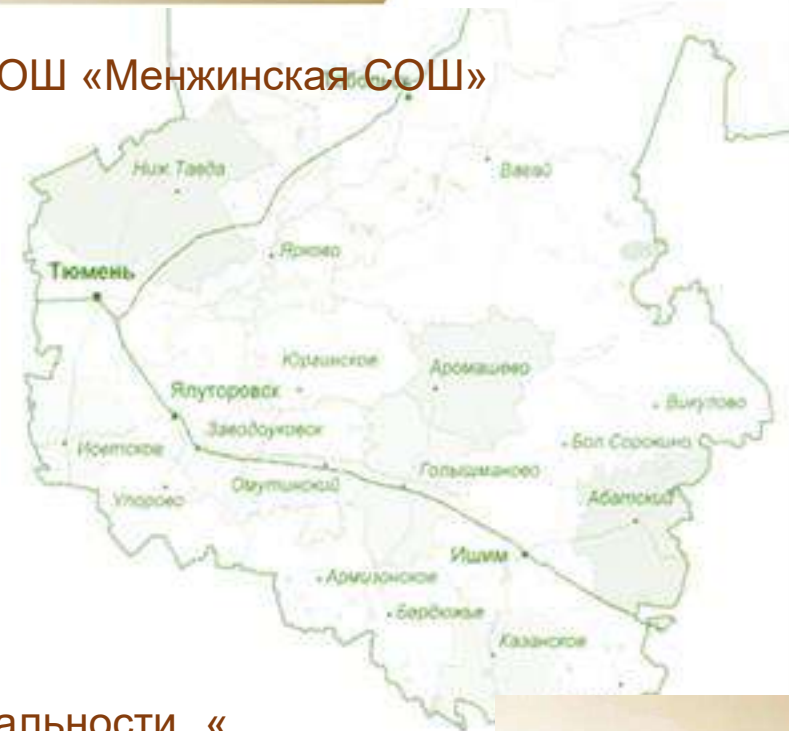 ОШ «Менжинская СОШ»
Ниж Тавда
Вагай
Ярково
Тюмень
Юргинское
Аромашево
Ялуторовск
Викулово
Заводоуковск
Бол Сорокино
Исетское
Голышманово
Омутинский
Упорово
Абатский
Ишим
Армизонское
Бердюжье
Казанское
альности «